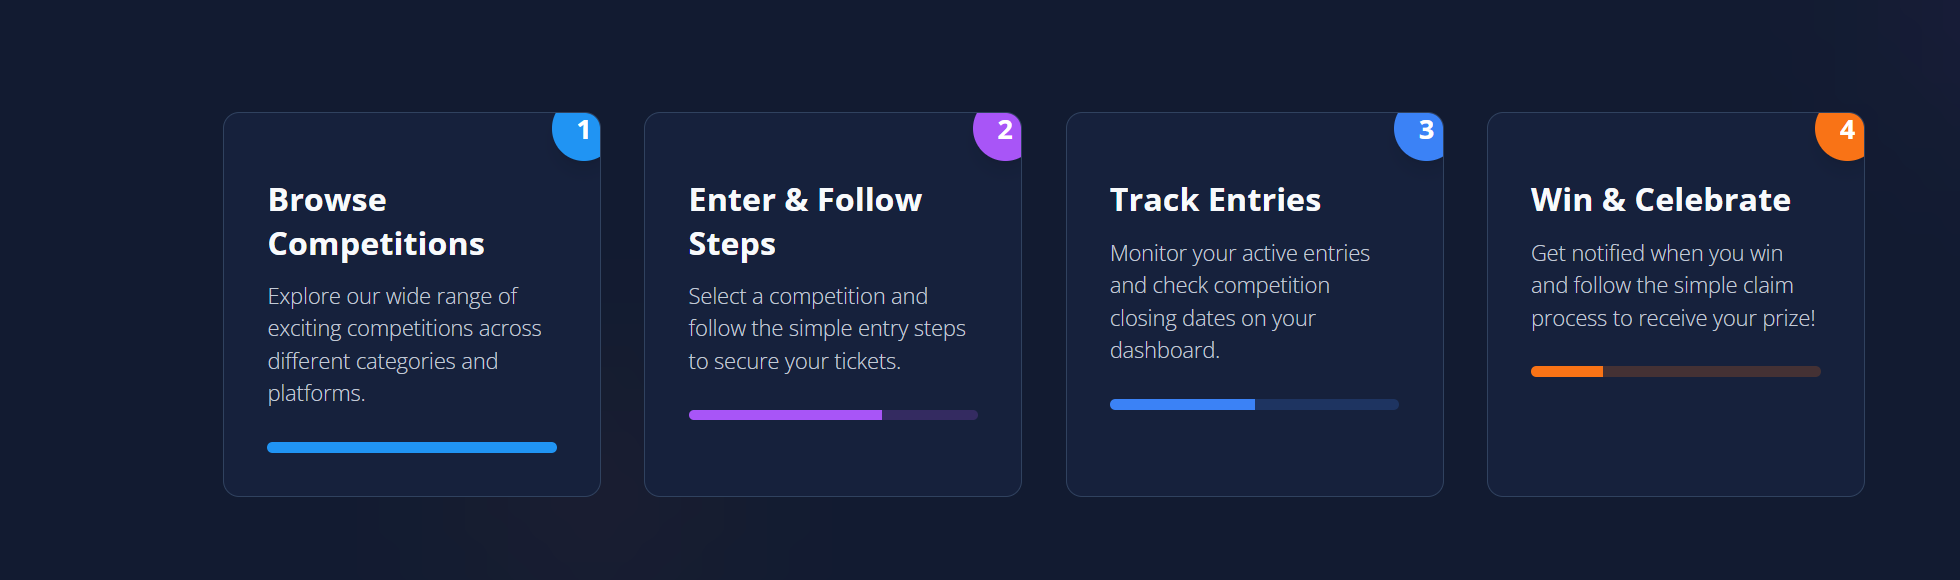 1
Browse
Competitions
Explore our wide range of
exciting competitions across
different categories and
platforms.
2
Enter & Follow
Steps
Select a competition and
follow the simple entry steps
to secure your tickets.
3
Track Entries
Monitor your active entries
and check competition
closing dates on your
dashboard.
4
Win & Celebrate
Get notified when you win
and follow the simple claim
process to receive your prize!